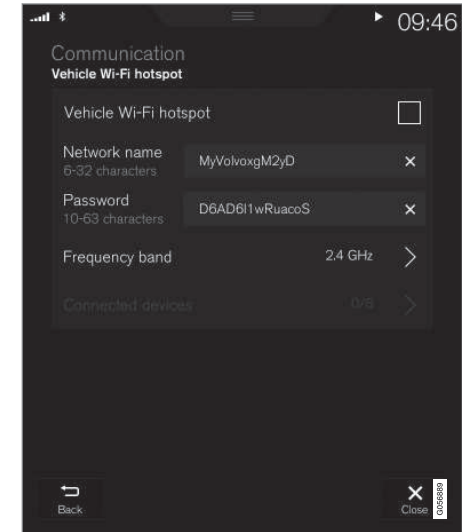 09:46
Communication
Vehicle Wi-Fi hotspot
Vehicle Wi-Fi hotspot
Network name
6-32 characters
MyVolvoxgM2yD
Password
10-63 characters
D6AD6l1wRuacoS
Frequency band 2.4 GHz
Connected devices 0/8
Back
Close
G056889